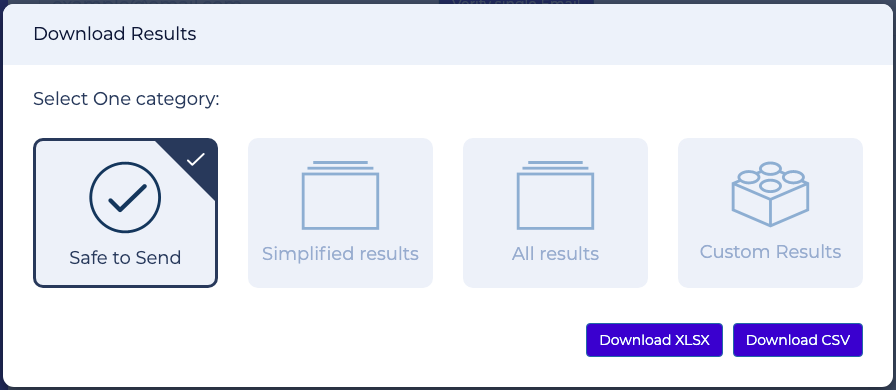 Download Results
Select One category:
Safe to Send
Simplified results
All results
Custom Results
Download XLSX
Download CSV